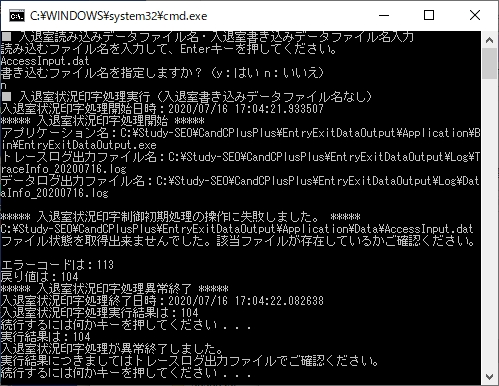 C:¥WINDOWS¥system32¥cmd.exe
■ 入退室読み込みデータファイル名・入退室書き込みデータファイル名入力
読み込むファイル名を入力して、Enterキーを押してください。
AccessInput.dat
書き込むファイル名を指定しますか？（y：はい n：いいえ）
n
■ 入退室状況印字処理実行（入退室書き込みデータファイル名なし）
入退室状況印字処理開始日時：2020/07/16 17:04:21.933507
***** 入退室状況印字処理開始 *****
アプリケーション名：C:¥Study-SEO¥CandCPlusPlus¥EntryExitDataOutput¥Application¥B
in¥EntryExitDataOutput.exe
トレースログ出力ファイル名：C:¥Study-SEO¥CandCPlusPlus¥EntryExitDataOutput¥Log¥T
raceInfo_20200716.log
データログ出力ファイル名：C:¥Study-SEO¥CandCPlusPlus¥EntryExitDataOutput¥Log¥Da
taInfo_20200716.log
***** 入退室状況印字制御初期処理の操作に失敗しました。 *****
C:¥Study-SEO¥CandCPlusPlus¥EntryExitDataOutput¥Application¥Data¥AccessInput.dat
ファイル状態を取得出来ませんでした。該当ファイルが存在しているかご確認ください。
エラーコードは：113
戻り値は：104
***** 入退室状況印字処理異常終了 *****
入退室状況印字処理終了日時：2020/07/16 17:04:22.082638
入退室状況印字処理実行結果は：104
続行するには何かキーを押してください . . .
実行結果は：104
入退室状況印字処理が異常終了しました。
実行結果につきましてはトレースログ出力ファイルでご確認ください。
続行するには何かキーを押してください . . .